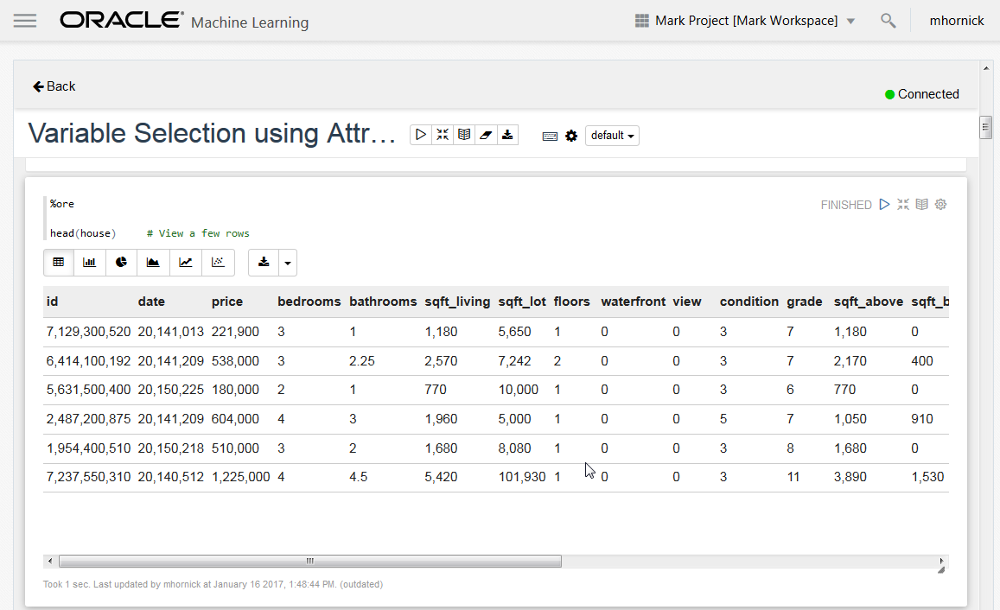 ORACLE Machine Learning Mark Project [Mark Workspace] mhornick
Back
Connected
Variable Selection using Attr... default
%ore
FINISHED
head(house) # View a few rows
id date price bedrooms bathrooms sqft_living sqft_lot floors waterfront view condition grade sqft_above sqft_b
7,129,300,520 20,141,013 221,900 3 1 1,180 5,650 1 0 0 3 7 1,180 0
6,414,100,192 20,141,209 538,000 3 2.25 2,570 7,242 2 0 0 3 7 2,170 400
5,631,500,400 20,150,225 180,000 2 1 770 10,000 1 0 0 3 6 770 0
2,487,200,875 20,141,209 604,000 4 3 1,960 5,000 1 0 0 5 7 1,050 910
1,954,400,510 20,150,218 510,000 3 2 1,680 8,080 1 0 0 3 8 1,680 0
7,237,550,310 20,140,512 1,225,000 4 4.5 5,420 101,930 1 0 0 3 11 3,890 1,530
Took 1 sec. Last updated by mhornick at January 16 2017, 1:48:44 PM. (outdated)